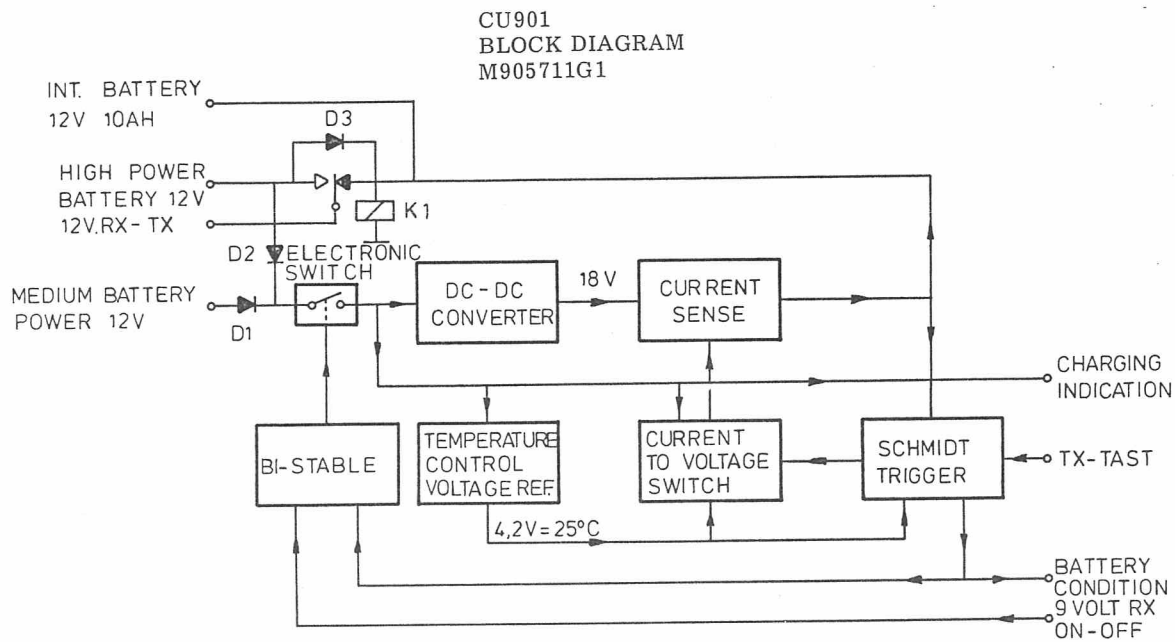 CU901
BLOCK DIAGRAM
M905711G1
INT. BATTERY
12V 10AH
D3
HIGH POWER
BATTERY 12V
12V.RX-TX
K1
D2
ELECTRONIC
SWITCH
MEDIUM BATTERY
POWER 12V
D1
DC-DC
CONVERTER
18V
CURRENT
SENSE
CHARGING
INDICATION
BI-STABLE
TEMPERATURE
CONTROL
VOLTAGE REF.
CURRENT
TO VOLTAGE
SWITCH
SCHMIDT
TRIGGER
TX-TAST
4,2V=25°C
BATTERY
CONDITION
9 VOLT RX
ON-OFF